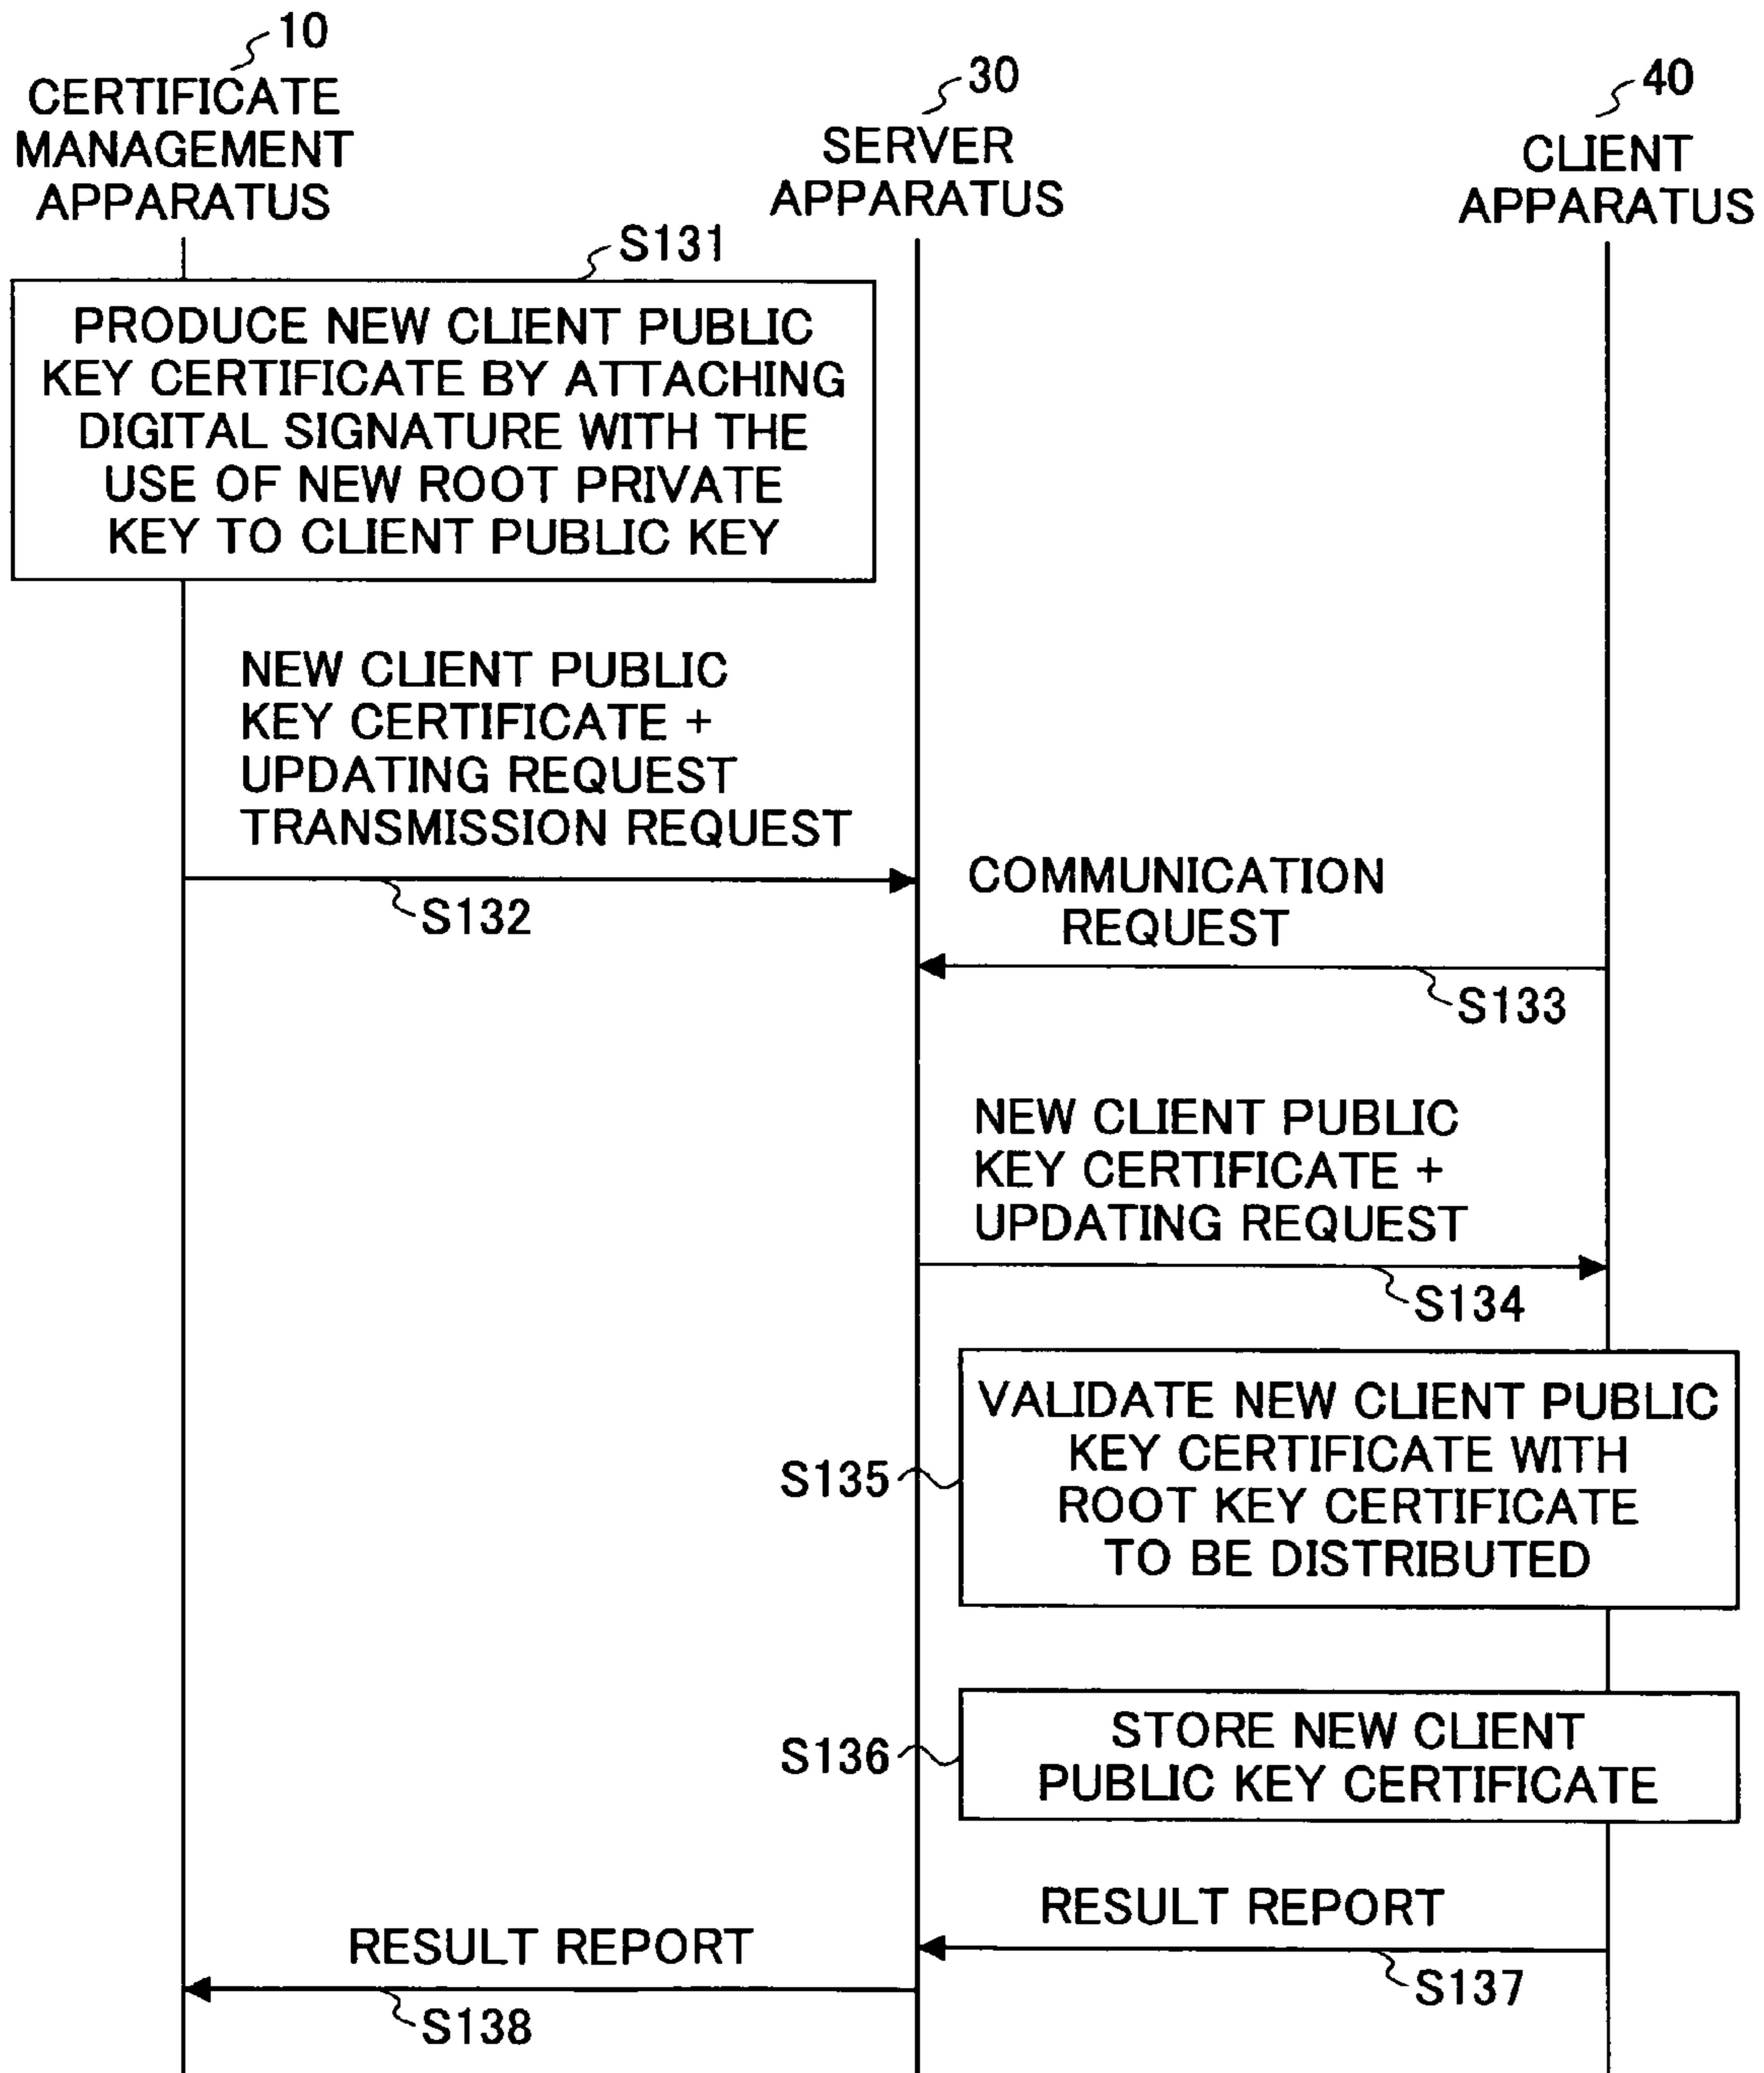 10
CERTIFICATE
MANAGEMENT
APPARATUS
30
SERVER
APPARATUS
40
CLIENT
APPARATUS
S131
PRODUCE NEW CLIENT PUBLIC
KEY CERTIFICATE BY ATTACHING
DIGITAL SIGNATURE WITH THE
USE OF NEW ROOT PRIVATE
KEY TO CLIENT PUBLIC KEY
NEW CLIENT PUBLIC
KEY CERTIFICATE +
UPDATING REQUEST
TRANSMISSION REQUEST
S132
COMMUNICATION
REQUEST
S133
NEW CLIENT PUBLIC
KEY CERTIFICATE +
UPDATING REQUEST
S134
S135
VALIDATE NEW CLIENT PUBLIC
KEY CERTIFICATE WITH
ROOT KEY CERTIFICATE
TO BE DISTRIBUTED
S136
STORE NEW CLIENT
PUBLIC KEY CERTIFICATE
RESULT REPORT
S137
RESULT REPORT
S138